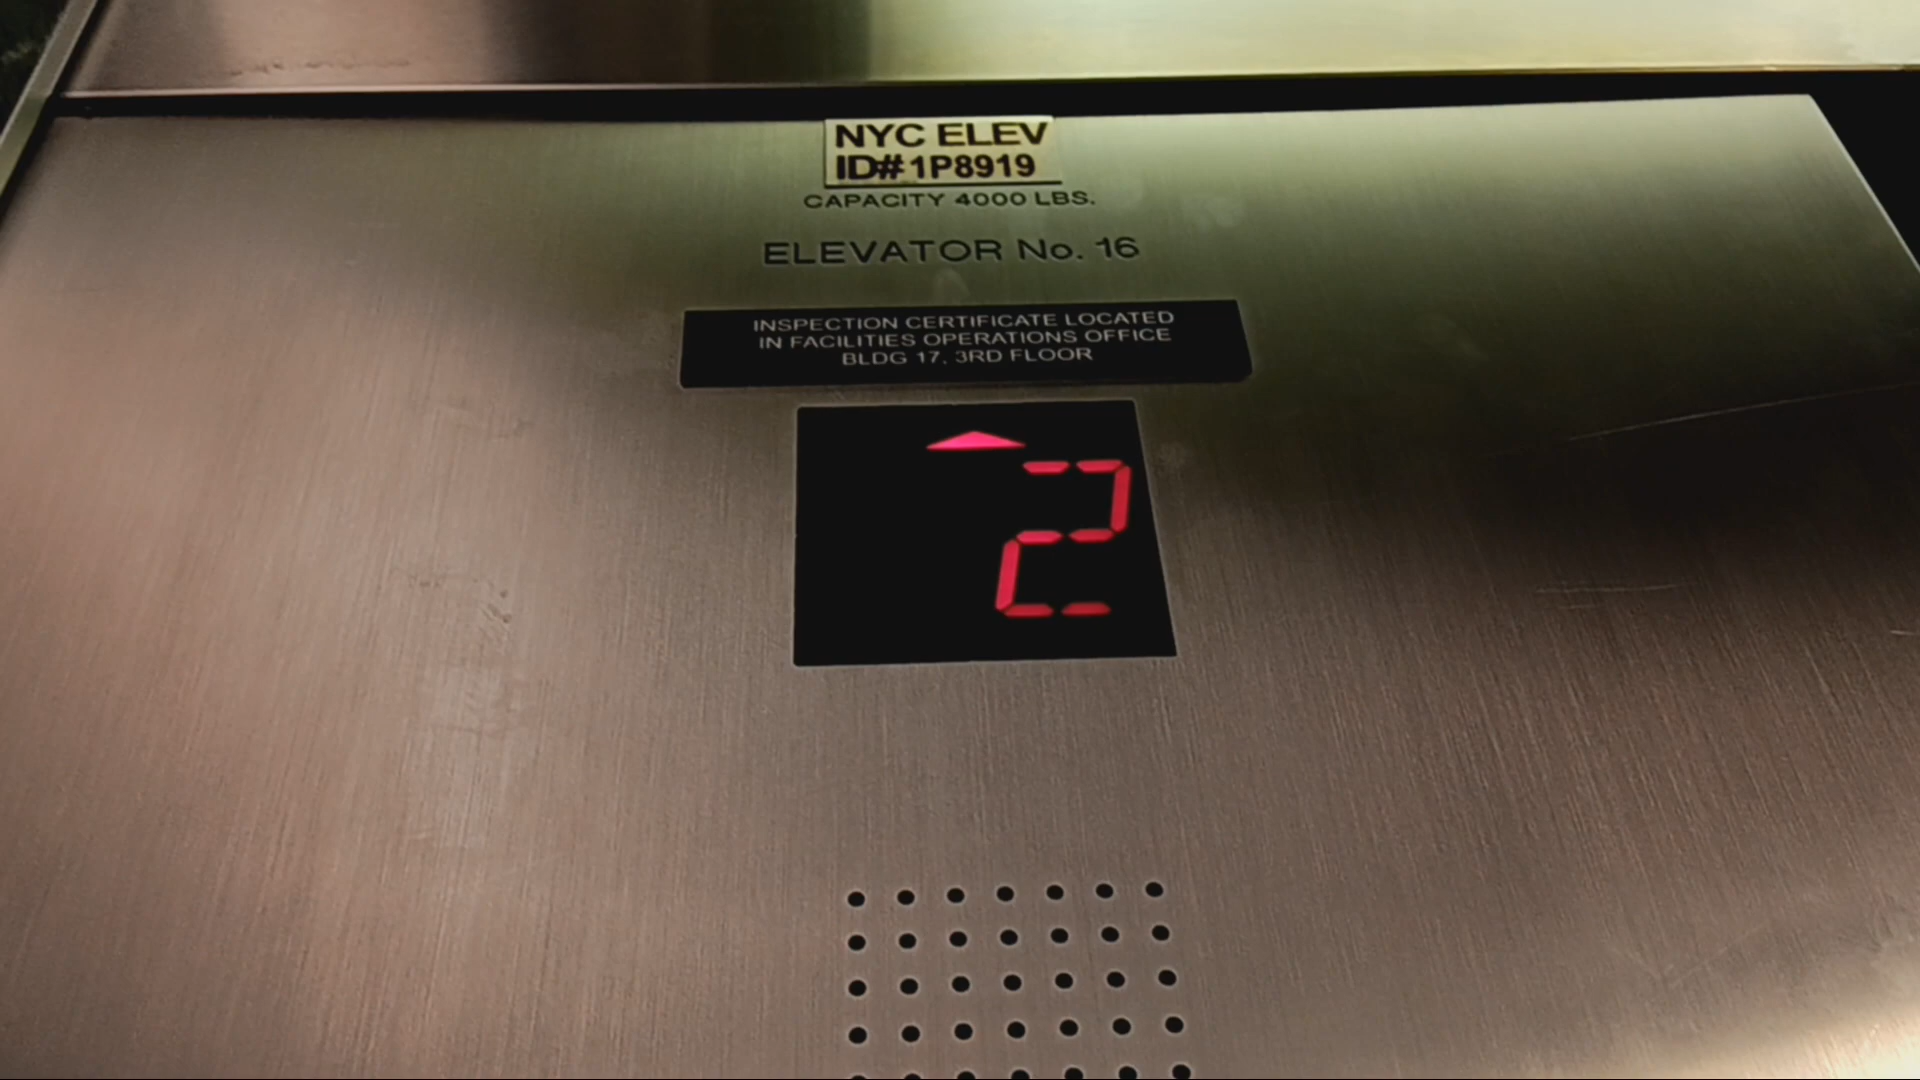 NYC ELEV
ID# 1P8919
CAPACITY 4000 LBS.
ELEVATOR No. 16
INSPECTION CERTIFICATE LOCATED
IN FACILITIES OPERATIONS OFFICE
BLDG 17, 3RD FLOOR
2